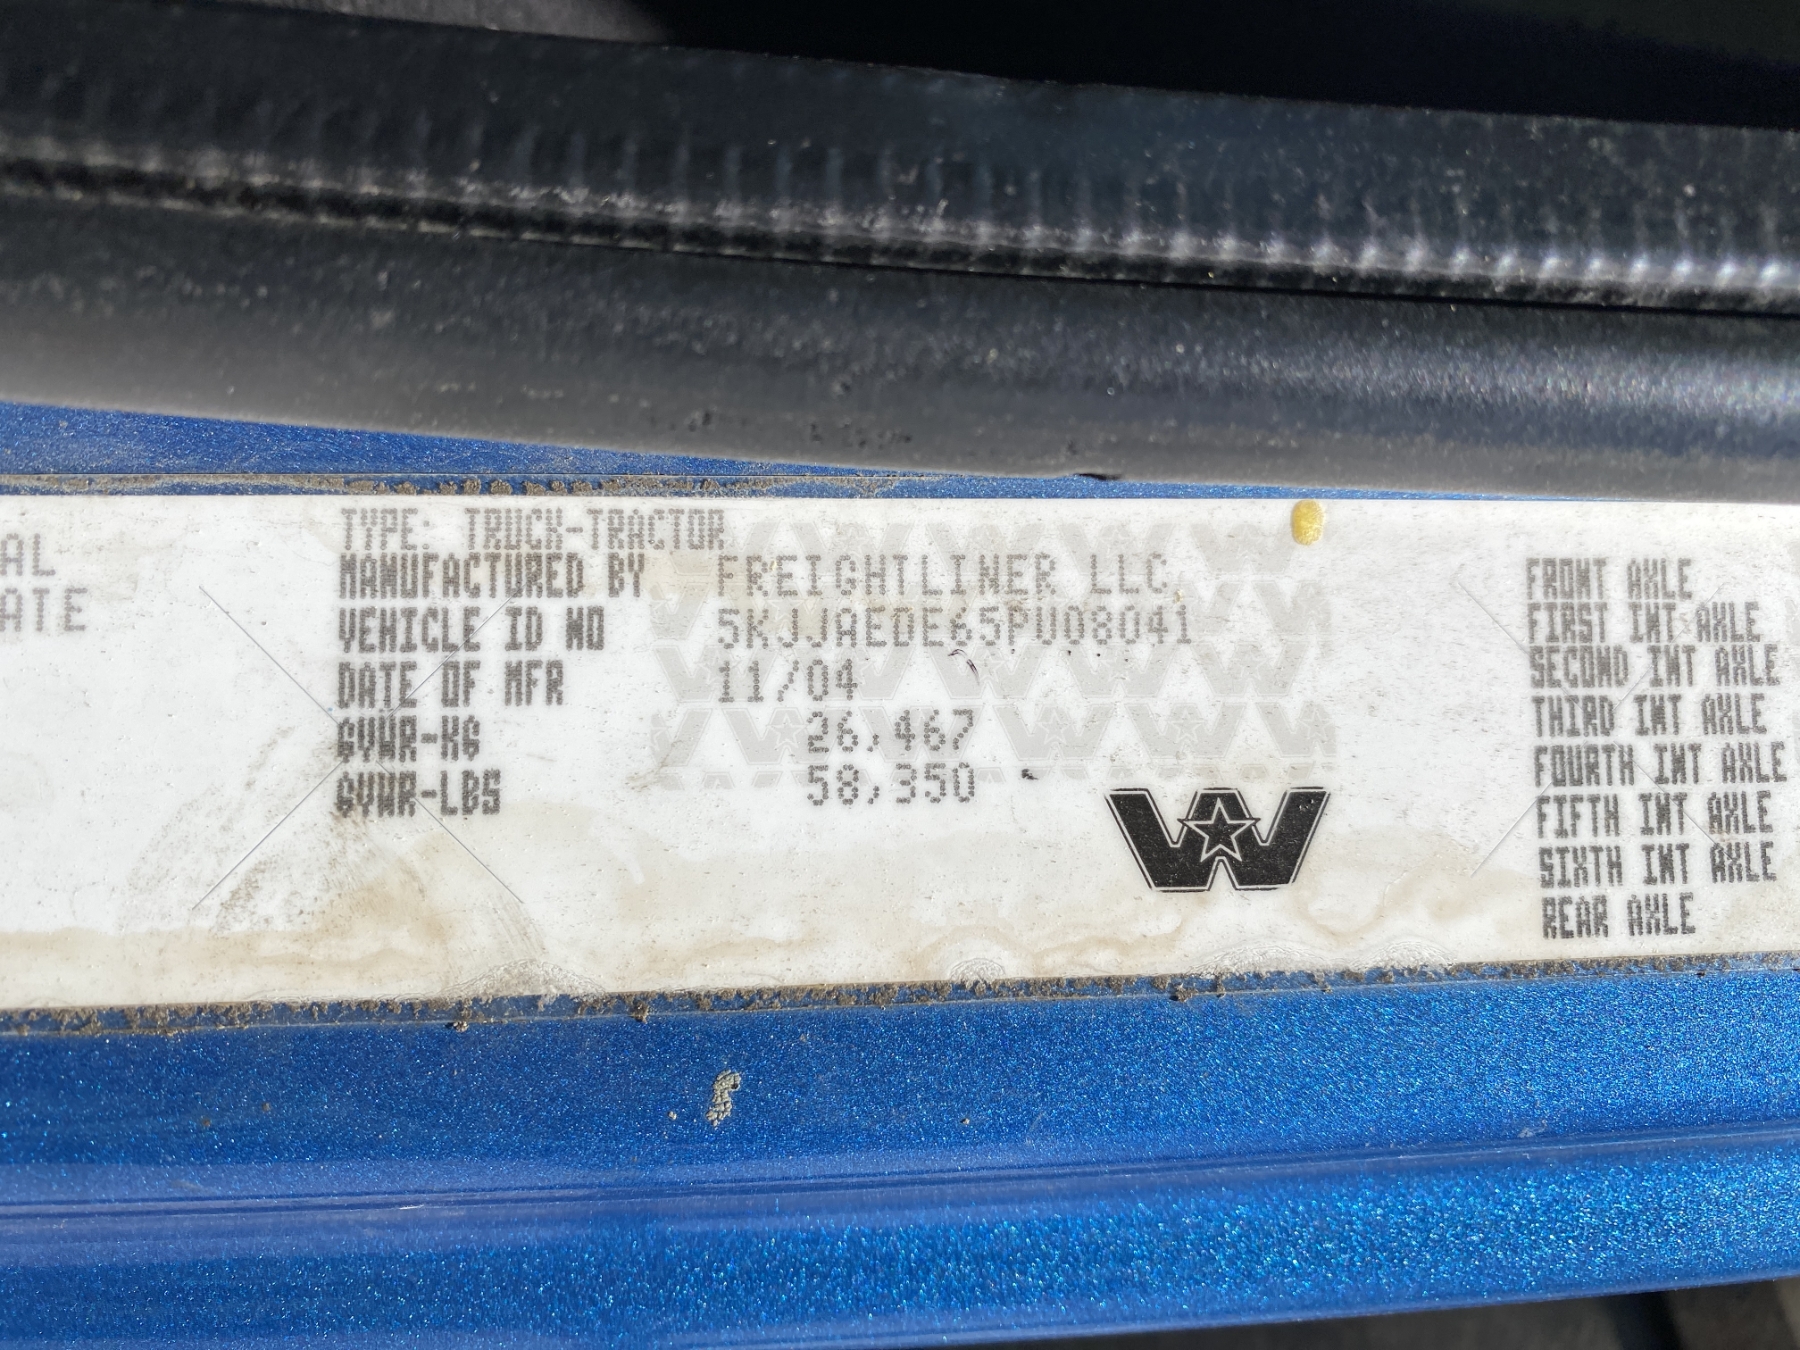 AL
ATE
TYPE: TRUCK-TRACTOR
MANUFACTURED BY FREIGHTLINER LLC
VEHICLE ID NO 5KJJAEDE65PU08041
DATE OF MFR 11/04
GVWR-KG 26,467
GVWR-LBS 58,350
FRONT AXLE
FIRST INT AXLE
SECOND INT AXLE
THIRD INT AXLE
FOURTH INT AXLE
FIFTH INT AXLE
SIXTH INT AXLE
REAR AXLE